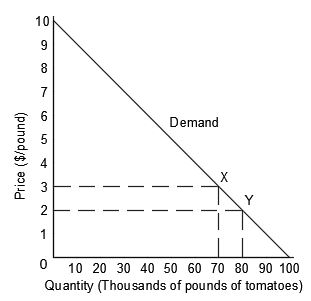 Price ($/pound)
10
9
8
7
6
5
4
3
2
1
0
Demand
X
Y
10 20 30 40 50 60 70 80 90 100
Quantity (Thousands of pounds of tomatoes)